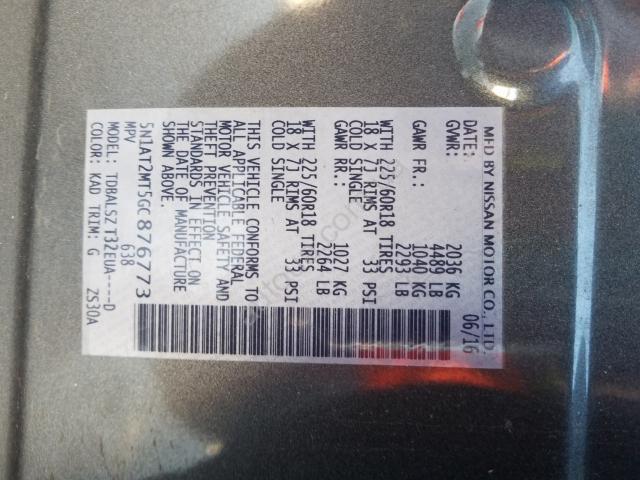 MFD BY NISSAN MOTOR CO., LTD.
DATE: 06/16
GVWR: 2036 KG
4489 LB
GAWR FR.: 1040 KG
2293 LB
WITH 225/60R18 TIRES
18 X 7J RIMS AT 33 PSI
COLD SINGLE
GAWR RR.: 1027 KG
2264 LB
WITH 225/60R18 TIRES
18 X 7J RIMS AT 33 PSI
COLD SINGLE
THIS VEHICLE CONFORMS TO
ALL APPLICABLE FEDERAL
MOTOR VEHICLE SAFETY AND
THEFT PREVENTION
STANDARDS IN EFFECT ON
THE DATE OF MANUFACTURE
SHOWN ABOVE.
5N1AT2MT5GC876773
MPV 638
MODEL: TDBALSZ T32EUA----D
COLOR: KAD TRIM: G ZS30A